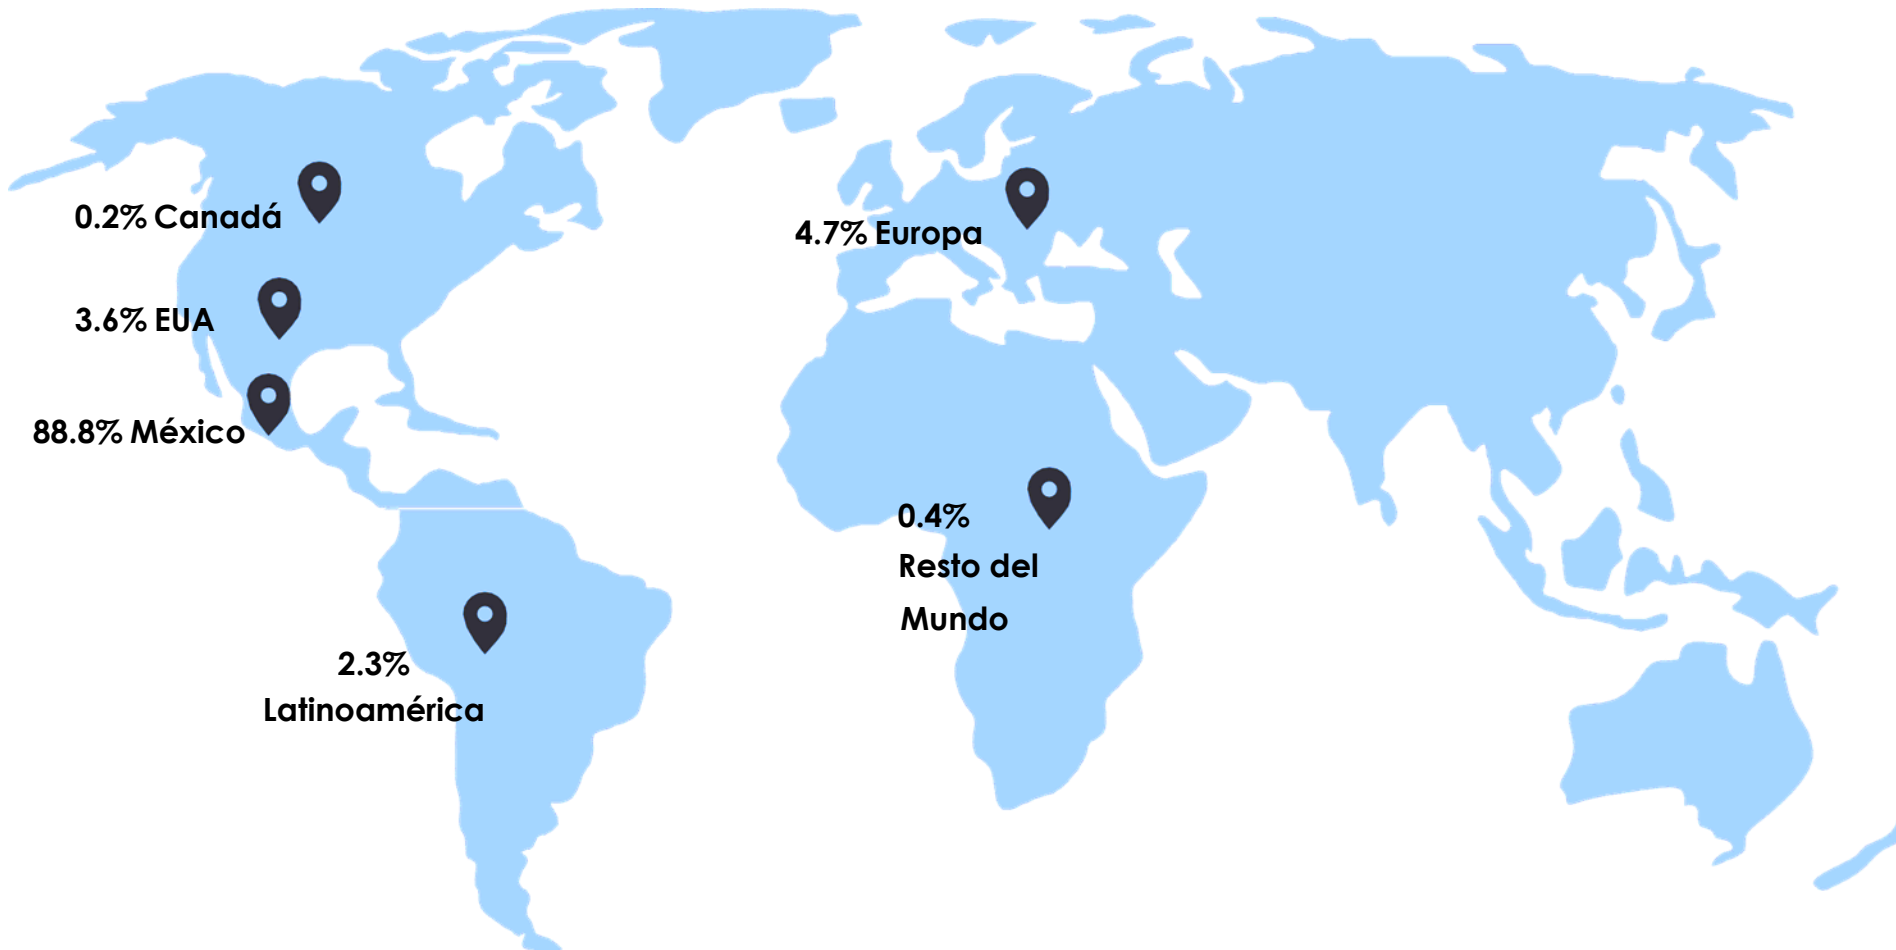 0.2% Canadá
4.7% Europa
3.6% EUA
88.8% México
0.4%
Resto del
Mundo
2.3%
Latinoamérica